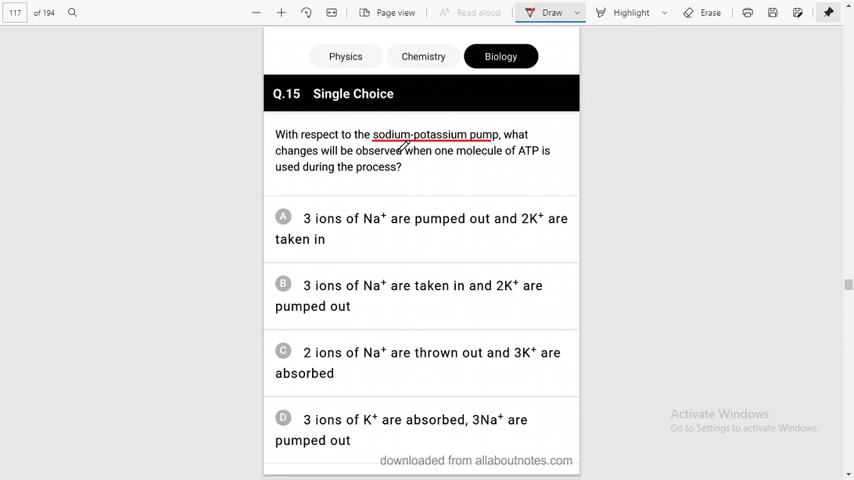 117 of 194 Page view Read aloud Draw Highlight Erase
Physics Chemistry Biology
Q.15 Single Choice
With respect to the sodium-potassium pump, what
changes will be observed when one molecule of ATP is
used during the process?
A 3 ions of Na⁺ are pumped out and 2K⁺ are
taken in
B 3 ions of Na⁺ are taken in and 2K⁺ are
pumped out
C 2 ions of Na⁺ are thrown out and 3K⁺ are
absorbed
D 3 ions of K⁺ are absorbed, 3Na⁺ are
pumped out
downloaded from allaboutnotes.com
Activate Windows
Go to Settings to activate Windows.